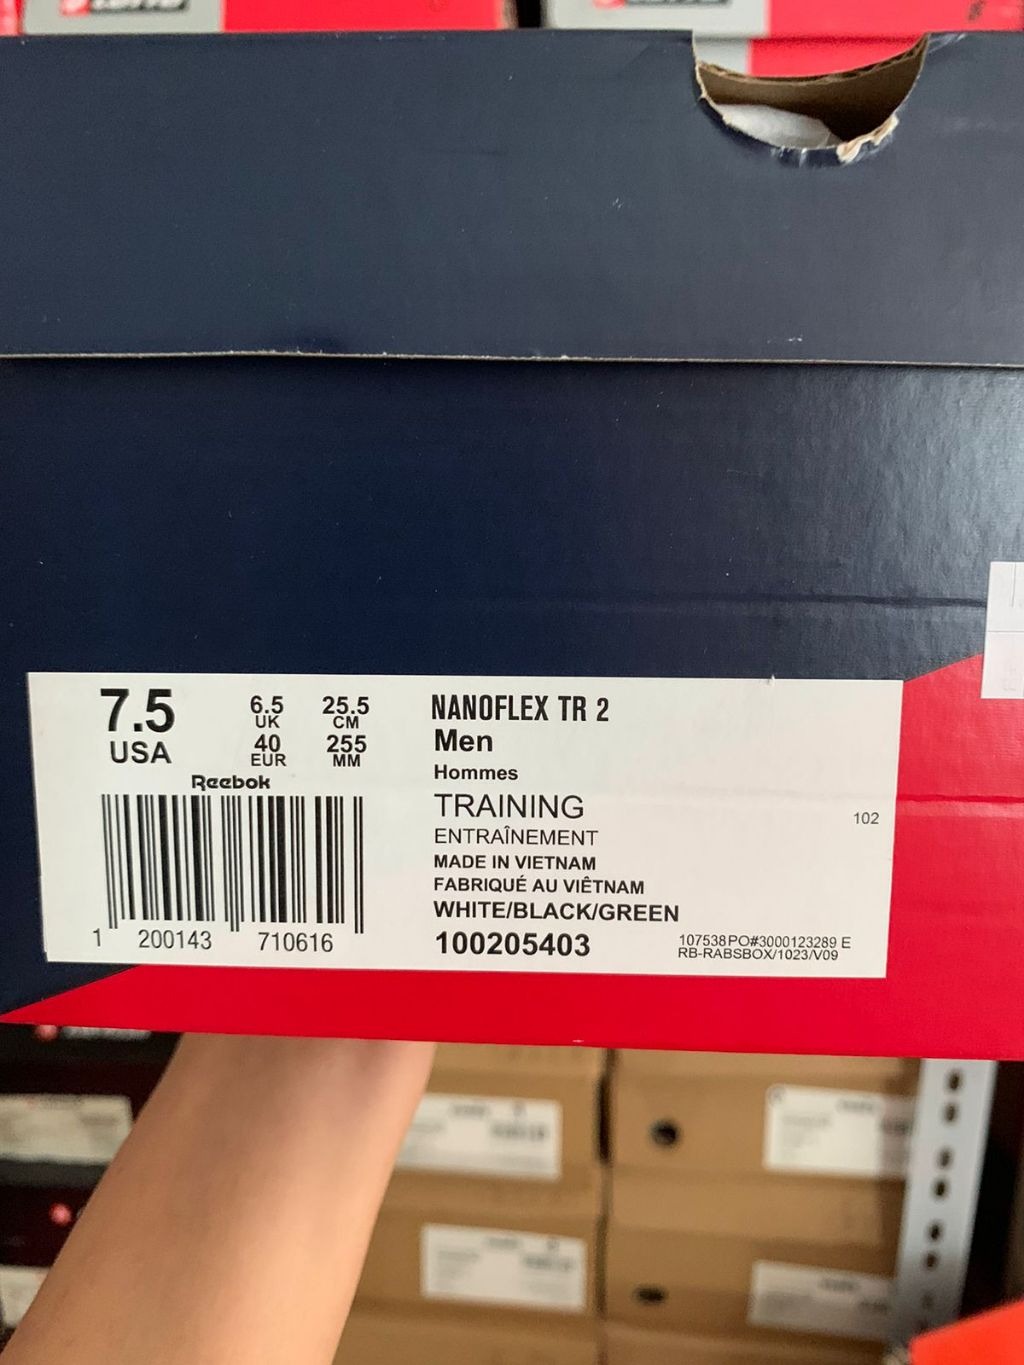 7.5
USA
6.5
UK
40
EUR
25.5
CM
255
MM
Reebok
1 200143 710616
NANOFLEX TR 2
Men
Hommes
TRAINING
ENTRAÎNEMENT
MADE IN VIETNAM
FABRIQUÉ AU VIÊTNAM
WHITE/BLACK/GREEN
100205403
102
107538PO#3000123289 E
RB-RABSBOX/1023/V09